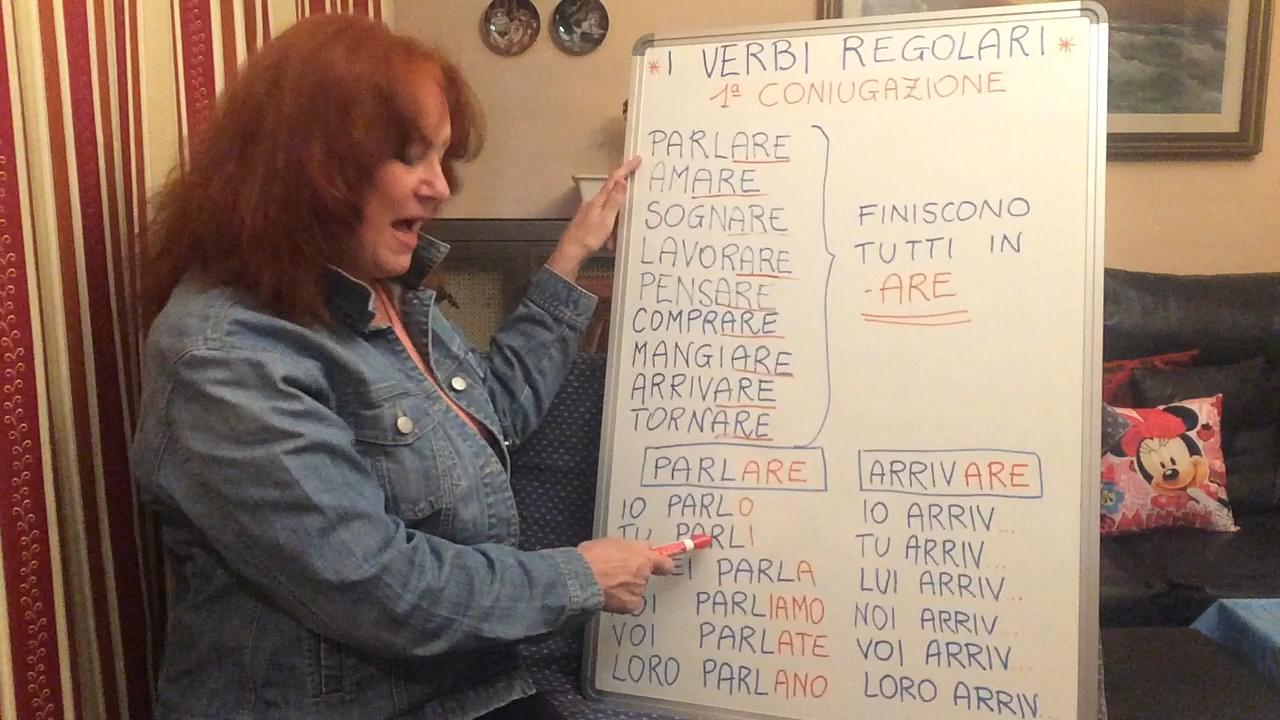 * I VERBI REGOLARI *
1ª CONIUGAZIONE
PARLARE
AMARE
SOGNARE
LAVORARE
PENSARE
COMPRARE
MANGIARE
ARRIVARE
TORNARE
FINISCONO
TUTTI IN
-ARE
PARLARE
IO PARLO
TU PARLI
LEI PARLA
NOI PARLIAMO
VOI PARLATE
LORO PARLANO
ARRIVARE
IO ARRIV...
TU ARRIV...
LUI ARRIV...
NOI ARRIV...
VOI ARRIV...
LORO ARRIV...